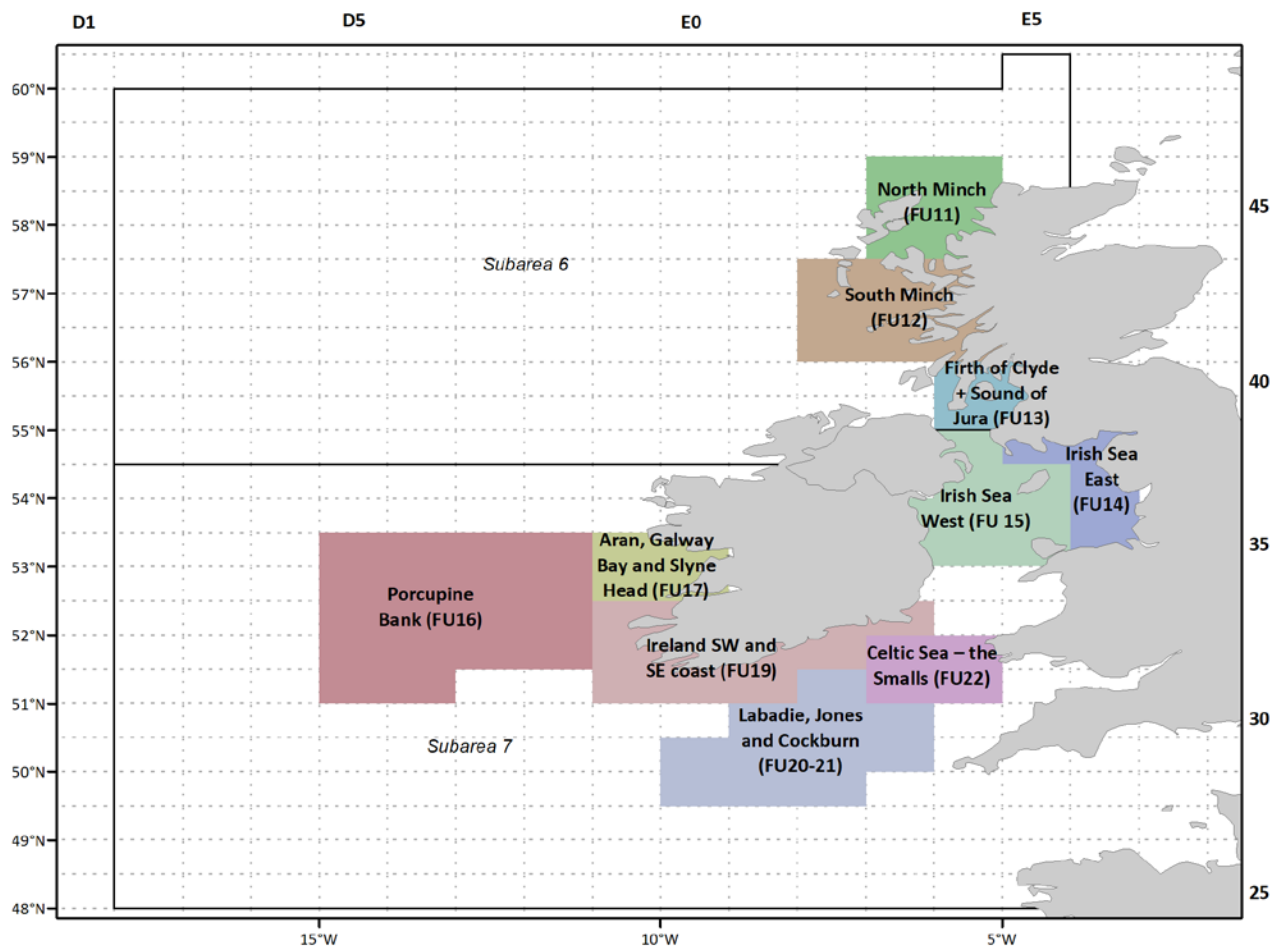 D1
D5
E0
E5
60°N
59°N
North Minch
(FU11)
45
58°N
Subarea 6
57°N
South Minch
(FU12)
56°N
Firth of Clyde
+ Sound of
Jura (FU13)
40
55°N
Irish Sea
East
(FU14)
54°N
Irish Sea
West (FU 15)
Aran, Galway
Bay and Slyne
Head (FU17)
35
53°N
Porcupine
Bank (FU16)
52°N
Ireland SW and
SE coast (FU19)
Celtic Sea – the
Smalls (FU22)
51°N
30
Labadie, Jones
and Cockburn
(FU20-21)
Subarea 7
50°N
49°N
25
48°N
15°W
10°W
5°W